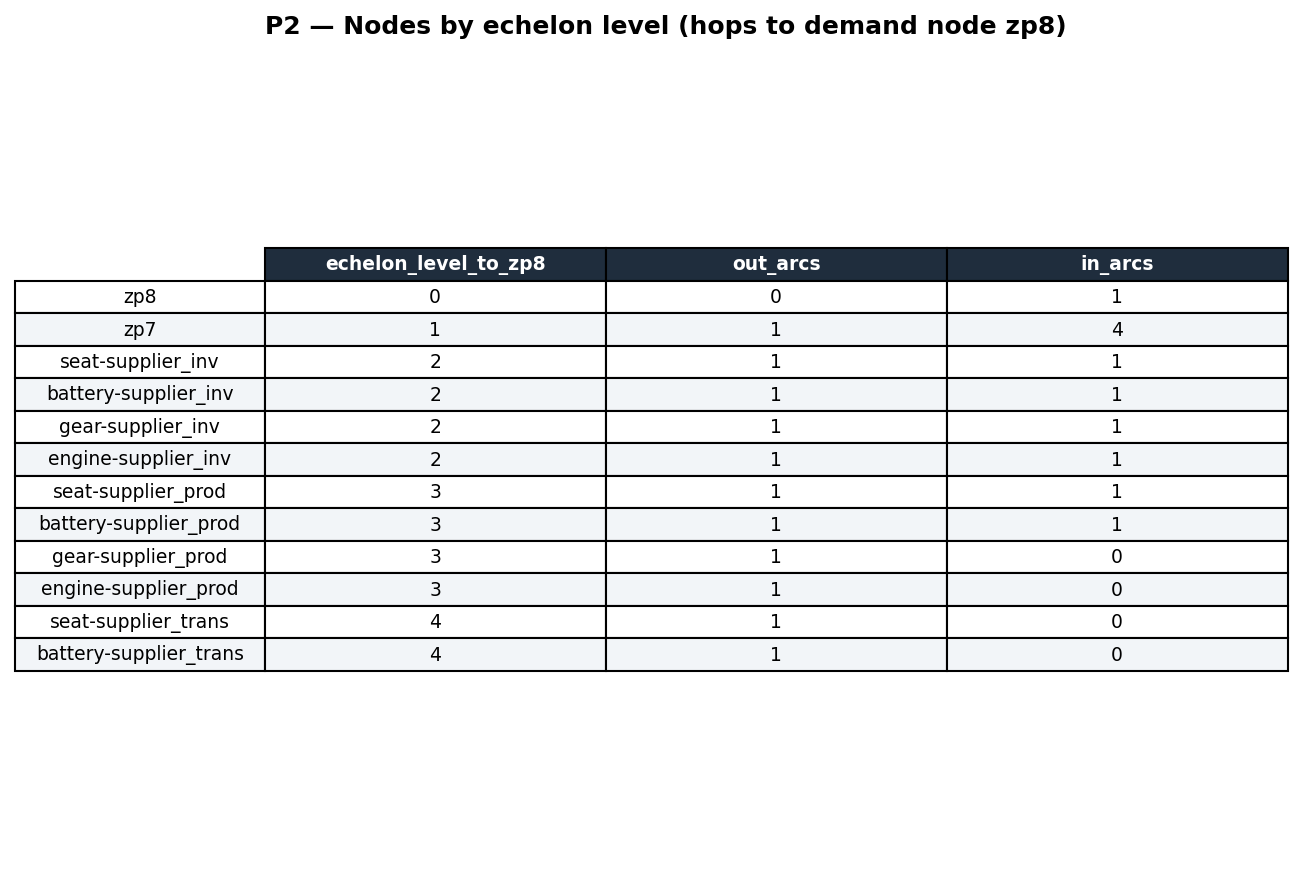 P2 — Nodes by echelon level (hops to demand node zp8)
echelon_level_to_zp8 out_arcs in_arcs
zp8 0 0 1
zp7 1 1 4
seat-supplier_inv 2 1 1
battery-supplier_inv 2 1 1
gear-supplier_inv 2 1 1
engine-supplier_inv 2 1 1
seat-supplier_prod 3 1 1
battery-supplier_prod 3 1 1
gear-supplier_prod 3 1 0
engine-supplier_prod 3 1 0
seat-supplier_trans 4 1 0
battery-supplier_trans 4 1 0